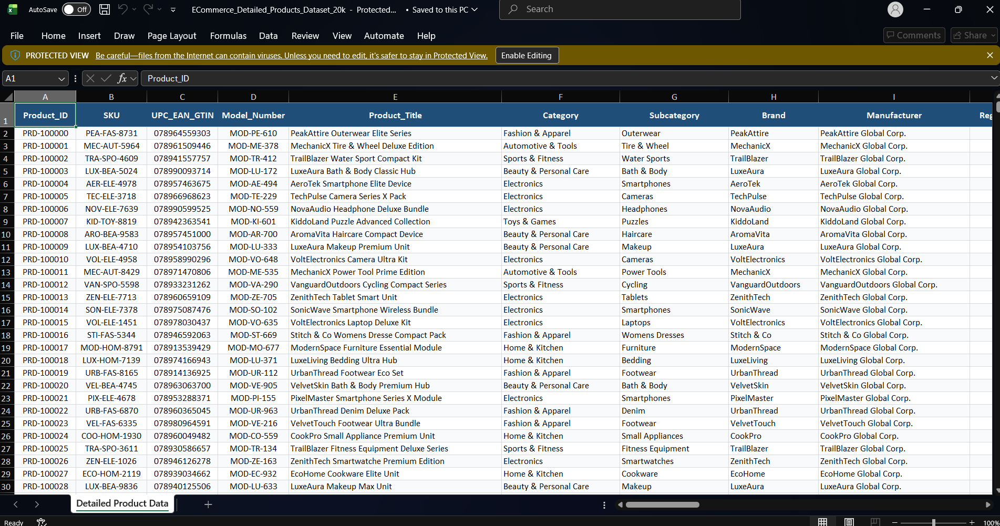 AutoSave Off ECommerce_Detailed_Products_Dataset_20k - Protected... • Saved to this PC Search
File Home Insert Draw Page Layout Formulas Data Review View Automate Help Comments Share
PROTECTED VIEW Be careful—files from the Internet can contain viruses. Unless you need to edit, it's safer to stay in Protected View. Enable Editing
A1 fx Product_ID
A B C D E F G H I
1 Product_ID SKU UPC_EAN_GTIN Model_Number Product_Title Category Subcategory Brand Manufacturer Reg
2 PRD-100000 PEA-FAS-8731 078964559303 MOD-PE-610 PeakAttire Outerwear Elite Series Fashion & Apparel Outerwear PeakAttire PeakAttire Global Corp.
3 PRD-100001 MEC-AUT-5964 078961509446 MOD-ME-378 MechanicX Tire & Wheel Deluxe Edition Automotive & Tools Tire & Wheel MechanicX MechanicX Global Corp.
4 PRD-100002 TRA-SPO-4609 078941557757 MOD-TR-412 TrailBlazer Water Sport Compact Kit Sports & Fitness Water Sports TrailBlazer TrailBlazer Global Corp.
5 PRD-100003 LUX-BEA-5024 078990093714 MOD-LU-172 LuxeAura Bath & Body Classic Hub Beauty & Personal Care Bath & Body LuxeAura LuxeAura Global Corp.
6 PRD-100004 AER-ELE-4978 078957463675 MOD-AE-494 AeroTek Smartphone Elite Device Electronics Smartphones AeroTek AeroTek Global Corp.
7 PRD-100005 TEC-ELE-3718 078966968623 MOD-TE-229 TechPulse Camera Series X Pack Electronics Cameras TechPulse TechPulse Global Corp.
8 PRD-100006 NOV-ELE-7639 078990599525 MOD-NO-559 NovaAudio Headphone Deluxe Bundle Electronics Headphones NovaAudio NovaAudio Global Corp.
9 PRD-100007 KID-TOY-8819 078942363541 MOD-KI-601 KiddoLand Puzzle Advanced Collection Toys & Games Puzzles KiddoLand KiddoLand Global Corp.
10 PRD-100008 ARO-BEA-9583 078957451000 MOD-AR-700 AromaVita Haircare Compact Device Beauty & Personal Care Haircare AromaVita AromaVita Global Corp.
11 PRD-100009 LUX-BEA-4710 078954103756 MOD-LU-333 LuxeAura Makeup Premium Unit Beauty & Personal Care Makeup LuxeAura LuxeAura Global Corp.
12 PRD-100010 VOL-ELE-4958 078958990296 MOD-VO-648 VoltElectronics Camera Ultra Kit Electronics Cameras VoltElectronics VoltElectronics Global Corp.
13 PRD-100011 MEC-AUT-8429 078971470806 MOD-ME-535 MechanicX Power Tool Prime Edition Automotive & Tools Power Tools MechanicX MechanicX Global Corp.
14 PRD-100012 VAN-SPO-5598 078933231262 MOD-VA-290 VanguardOutdoors Cycling Compact Series Sports & Fitness Cycling VanguardOutdoors VanguardOutdoors Global Corp.
15 PRD-100013 ZEN-ELE-7713 078960659109 MOD-ZE-705 ZenithTech Tablet Smart Unit Electronics Tablets ZenithTech ZenithTech Global Corp.
16 PRD-100014 SON-ELE-7378 078975087476 MOD-SO-102 SonicWave Smartphone Wireless Bundle Electronics Smartphones SonicWave SonicWave Global Corp.
17 PRD-100015 VOL-ELE-1451 078978030437 MOD-VO-635 VoltElectronics Laptop Deluxe Kit Electronics Laptops VoltElectronics VoltElectronics Global Corp.
18 PRD-100016 STI-FAS-5344 078946592063 MOD-ST-669 Stitch & Co Womens Dresse Compact Pack Fashion & Apparel Womens Dresses Stitch & Co Stitch & Co Global Corp.
19 PRD-100017 MOD-HOM-8791 078913539429 MOD-MO-677 ModernSpace Furniture Essential Module Home & Kitchen Furniture ModernSpace ModernSpace Global Corp.
20 PRD-100018 LUX-HOM-7139 078974166943 MOD-LU-371 LuxeLiving Bedding Ultra Hub Home & Kitchen Bedding LuxeLiving LuxeLiving Global Corp.
21 PRD-100019 URB-FAS-8165 078914136925 MOD-UR-112 UrbanThread Footwear Eco Set Fashion & Apparel Footwear UrbanThread UrbanThread Global Corp.
22 PRD-100020 VEL-BEA-4745 078963063700 MOD-VE-905 VelvetSkin Bath & Body Premium Hub Beauty & Personal Care Bath & Body VelvetSkin VelvetSkin Global Corp.
23 PRD-100021 PIX-ELE-4678 078953288371 MOD-PI-155 PixelMaster Smartphone Series X Module Electronics Smartphones PixelMaster PixelMaster Global Corp.
24 PRD-100022 URB-FAS-6870 078960365045 MOD-UR-963 UrbanThread Denim Deluxe Pack Fashion & Apparel Denim UrbanThread UrbanThread Global Corp.
25 PRD-100023 VEL-FAS-6335 078980964591 MOD-VE-216 VelvetTouch Footwear Ultra Bundle Fashion & Apparel Footwear VelvetTouch VelvetTouch Global Corp.
26 PRD-100024 COO-HOM-1930 078960049482 MOD-CO-559 CookPro Small Appliance Premium Unit Home & Kitchen Small Appliances CookPro CookPro Global Corp.
27 PRD-100025 TRA-SPO-3611 078930586657 MOD-TR-134 TrailBlazer Fitness Equipment Deluxe Series Sports & Fitness Fitness Equipment TrailBlazer TrailBlazer Global Corp.
28 PRD-100026 ZEN-ELE-1026 078946126278 MOD-ZE-163 ZenithTech Smartwatche Premium Edition Electronics Smartwatches ZenithTech ZenithTech Global Corp.
29 PRD-100027 ECO-HOM-2119 078939034662 MOD-EC-932 EcoHome Cookware Elite Unit Home & Kitchen Cookware EcoHome EcoHome Global Corp.
30 PRD-100028 LUX-BEA-9836 078940125506 MOD-LU-633 LuxeAura Makeup Max Unit Beauty & Personal Care Makeup LuxeAura LuxeAura Global Corp.
Detailed Product Data
Ready 100%